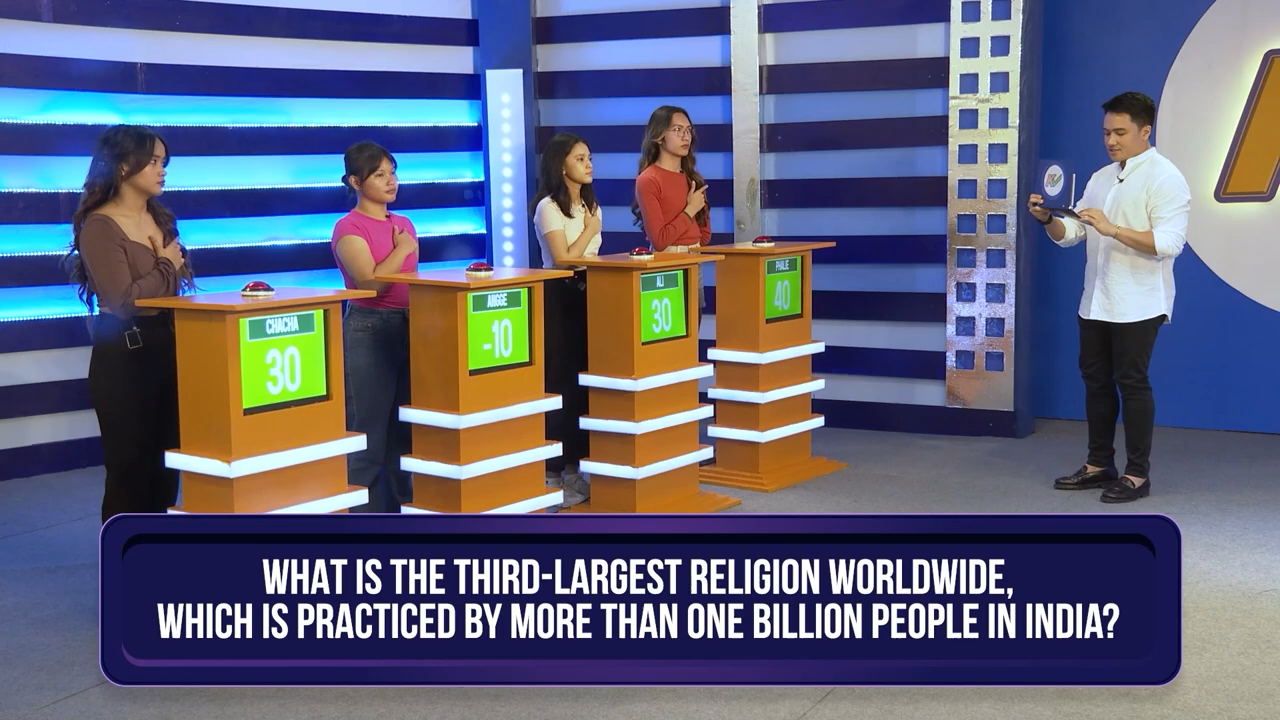 CHACHA
30
ANGGE
-10
ALI
30
40
WHAT IS THE THIRD-LARGEST RELIGION WORLDWIDE,
WHICH IS PRACTICED BY MORE THAN ONE BILLION PEOPLE IN INDIA?